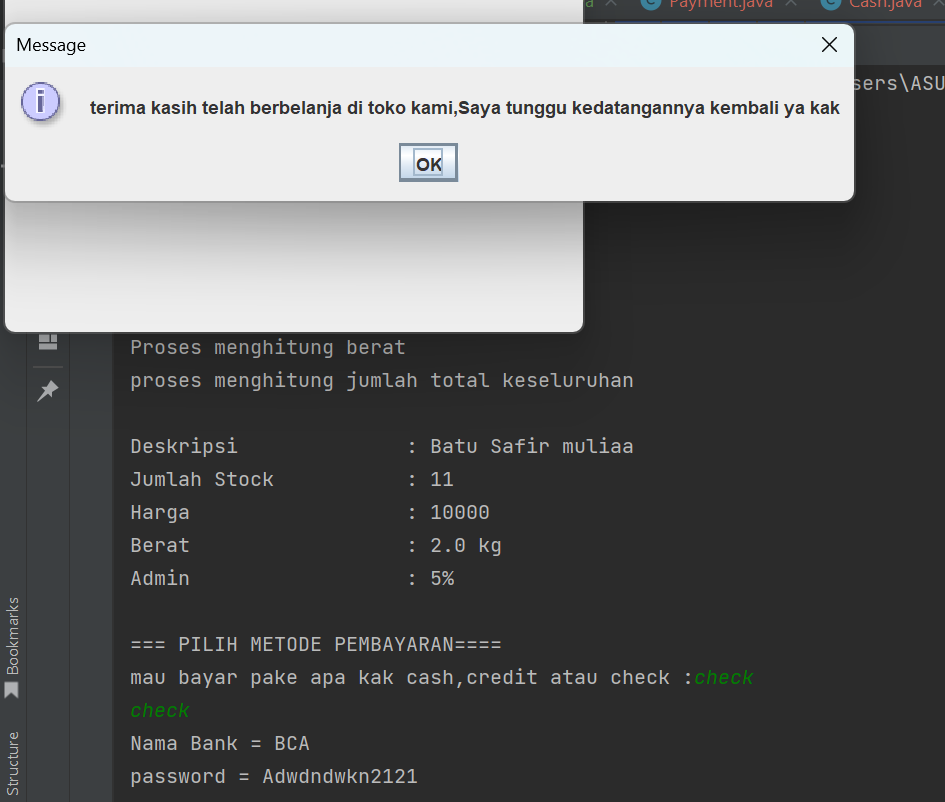 Payment.java
Cash.java
Message
sers\ASU
terima kasih telah berbelanja di toko kami,Saya tunggu kedatangannya kembali ya kak
OK
Proses menghitung berat
proses menghitung jumlah total keseluruhan
Deskripsi : Batu Safir muliaa
Jumlah Stock : 11
Harga : 10000
Berat : 2.0 kg
Admin : 5%
=== PILIH METODE PEMBAYARAN====
mau bayar pake apa kak cash,credit atau check :check
check
Nama Bank = BCA
password = Adwdndwkn2121
Bookmarks
Structure